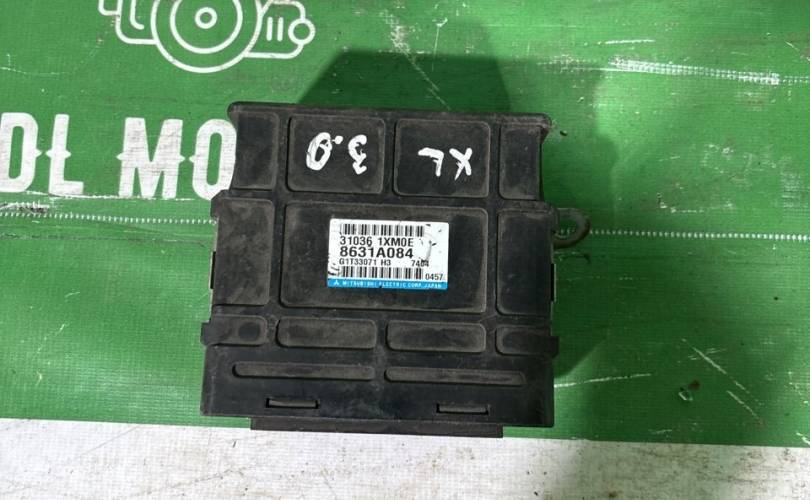 DL MO
3.0
XL
31036 1XM0E
8631A084
G1T33071 H3 7404
0457
MITSUBISHI ELECTRIC CORP. JAPAN